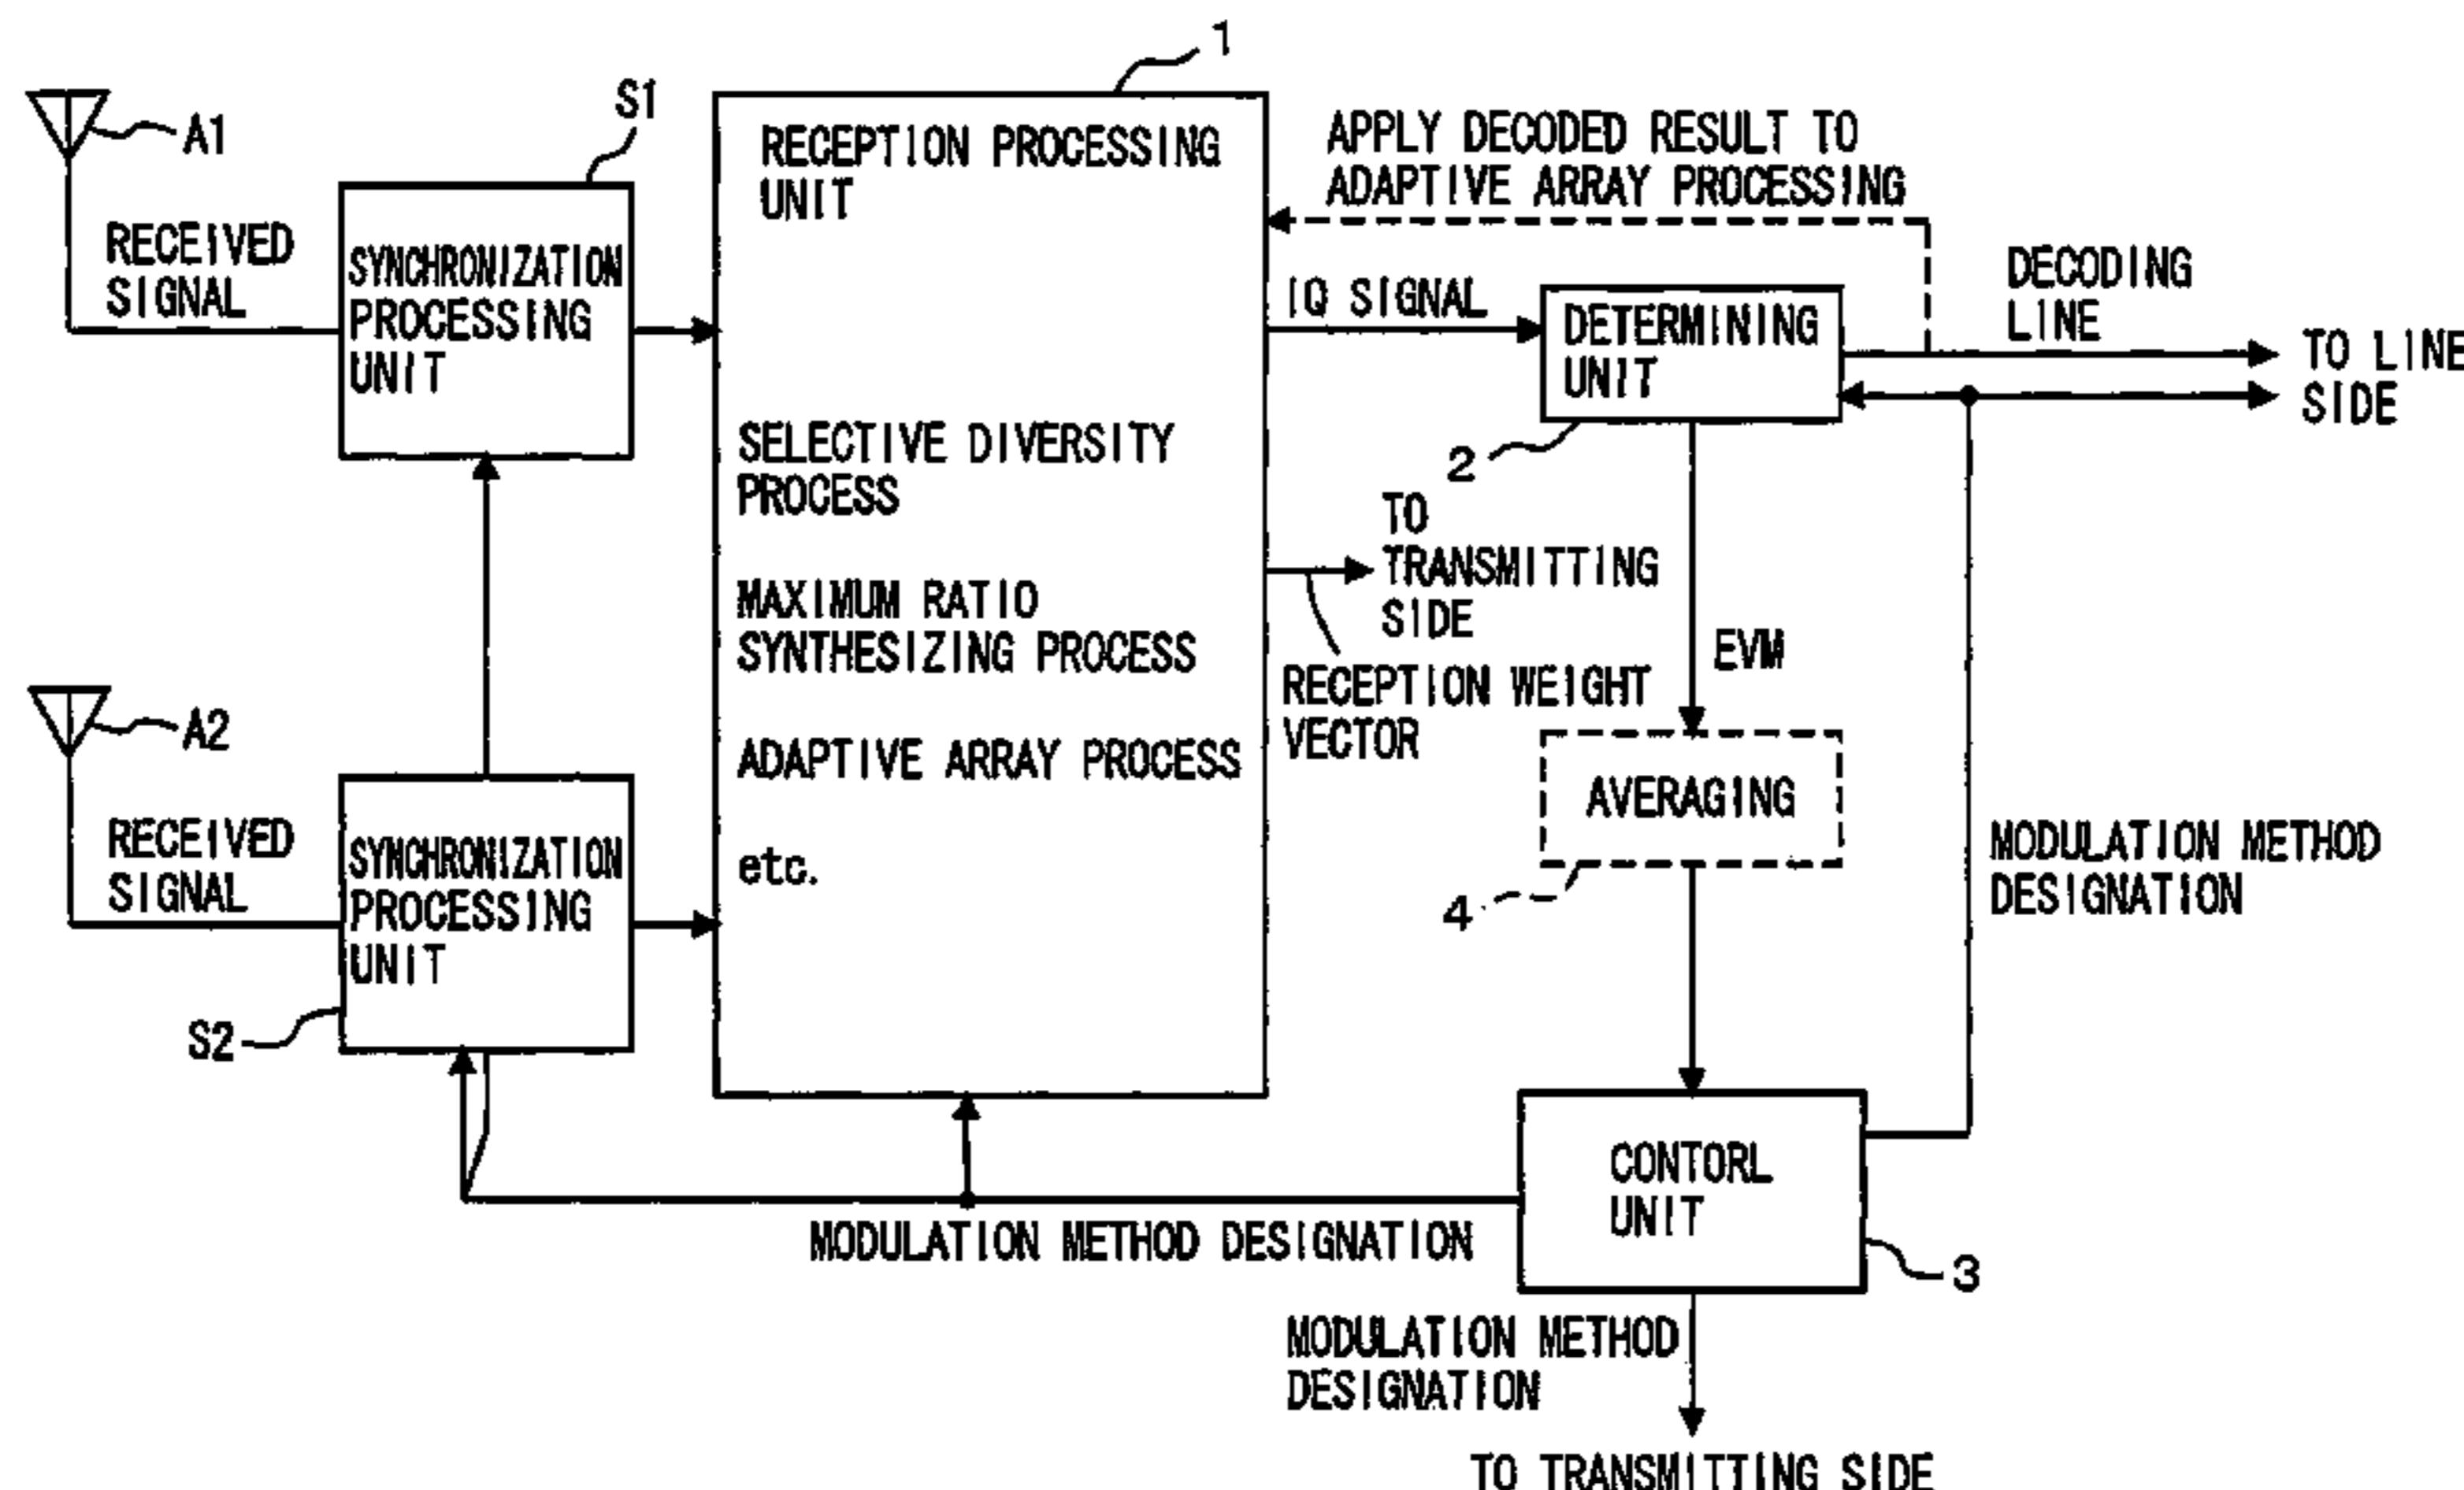 1
A1
S1
RECEPTION PROCESSING
UNIT
APPLY DECODED RESULT TO
ADAPTIVE ARRAY PROCESSING
RECEIVED
SIGNAL
SYNCHRONIZATION
PROCESSING
UNIT
IQ SIGNAL
DETERMINING
UNIT
2
DECODING
LINE
TO LINE
SIDE
SELECTIVE DIVERSITY
PROCESS
MAXIMUM RATIO
SYNTHESIZING PROCESS
ADAPTIVE ARRAY PROCESS
etc.
TO
TRANSMITTING
SIDE
RECEPTION WEIGHT
VECTOR
EVM
AVERAGING
4
MODULATION METHOD
DESIGNATION
A2
RECEIVED
SIGNAL
SYNCHRONIZATION
PROCESSING
UNIT
S2
CONTORL
UNIT
3
MODULATION METHOD DESIGNATION
MODULATION METHOD
DESIGNATION
TO TRANSMITTING SIDE